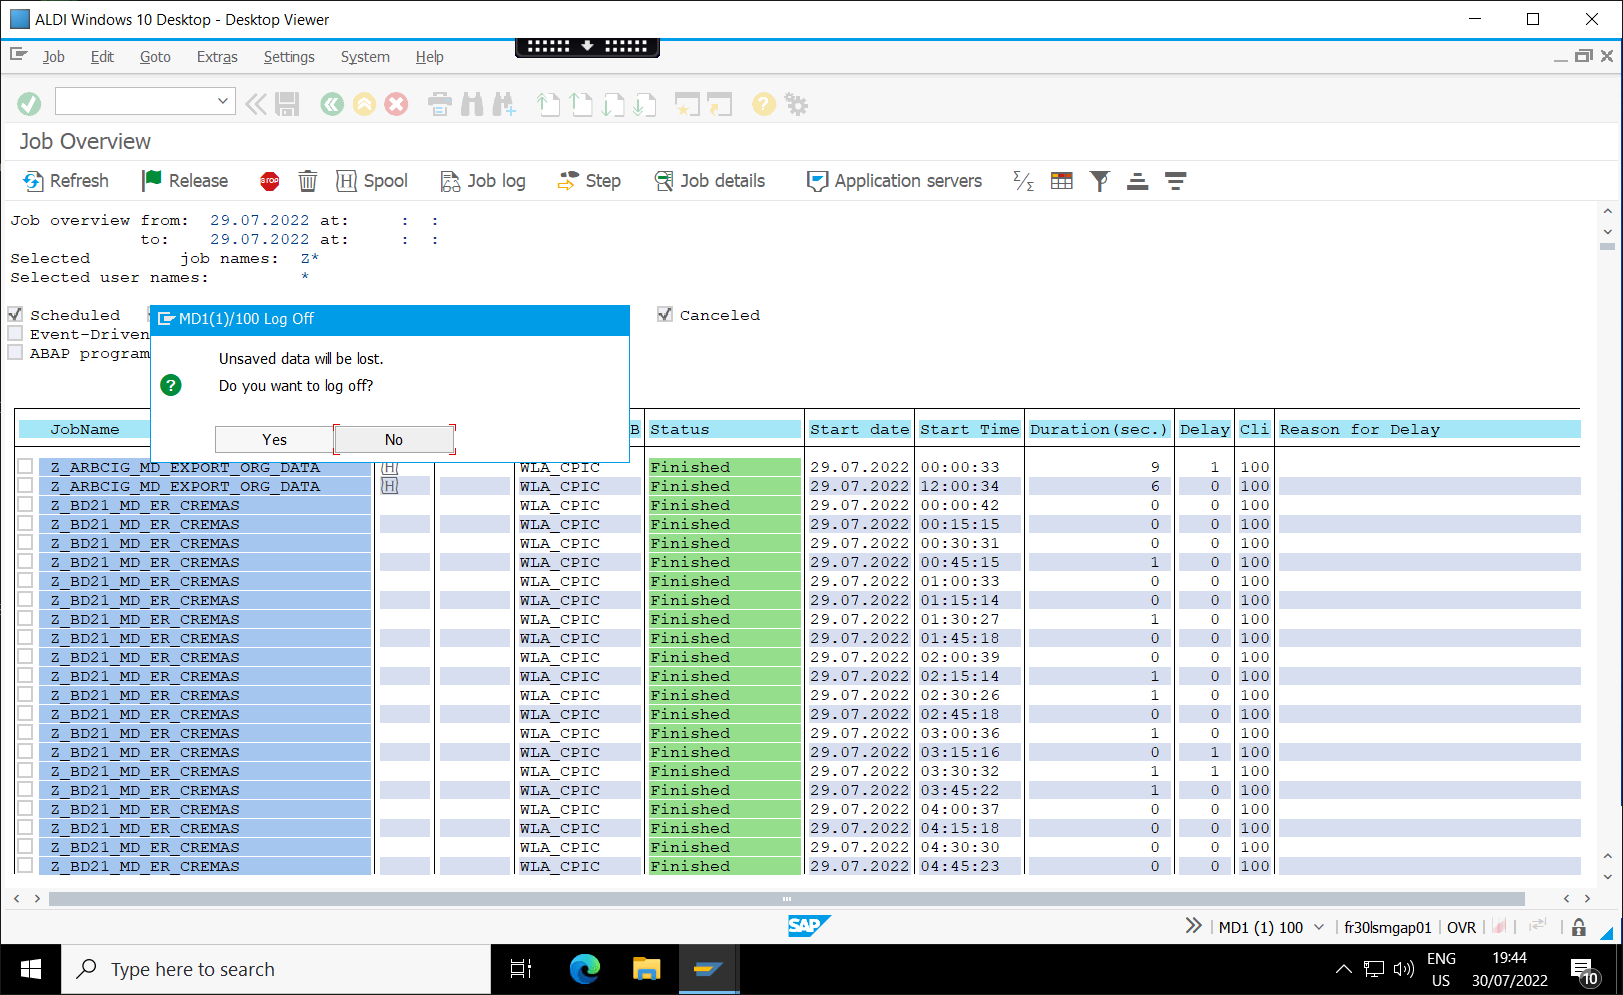 ALDI Windows 10 Desktop - Desktop Viewer
Job Edit Goto Extras Settings System Help
Job Overview
Refresh Release STOP Spool Job log Step Job details Application servers
Job overview from: 29.07.2022 at: : :
to: 29.07.2022 at: : :
Selected job names: Z*
Selected user names: *
Scheduled Canceled
Event-Driven
ABAP program
MD1(1)/100 Log Off
Unsaved data will be lost.
Do you want to log off?
Yes No
JobName B Status Start date Start Time Duration(sec.) Delay Cli Reason for Delay
Z_ARBCIG_MD_EXPORT_ORG_DATA WLA_CPIC Finished 29.07.2022 00:00:33 9 1 100
Z_ARBCIG_MD_EXPORT_ORG_DATA WLA_CPIC Finished 29.07.2022 12:00:34 6 0 100
Z_BD21_MD_ER_CREMAS WLA_CPIC Finished 29.07.2022 00:00:42 0 0 100
Z_BD21_MD_ER_CREMAS WLA_CPIC Finished 29.07.2022 00:15:15 0 0 100
Z_BD21_MD_ER_CREMAS WLA_CPIC Finished 29.07.2022 00:30:31 0 0 100
Z_BD21_MD_ER_CREMAS WLA_CPIC Finished 29.07.2022 00:45:15 1 0 100
Z_BD21_MD_ER_CREMAS WLA_CPIC Finished 29.07.2022 01:00:33 0 0 100
Z_BD21_MD_ER_CREMAS WLA_CPIC Finished 29.07.2022 01:15:14 0 0 100
Z_BD21_MD_ER_CREMAS WLA_CPIC Finished 29.07.2022 01:30:27 1 0 100
Z_BD21_MD_ER_CREMAS WLA_CPIC Finished 29.07.2022 01:45:18 0 0 100
Z_BD21_MD_ER_CREMAS WLA_CPIC Finished 29.07.2022 02:00:39 0 0 100
Z_BD21_MD_ER_CREMAS WLA_CPIC Finished 29.07.2022 02:15:14 1 0 100
Z_BD21_MD_ER_CREMAS WLA_CPIC Finished 29.07.2022 02:30:26 1 0 100
Z_BD21_MD_ER_CREMAS WLA_CPIC Finished 29.07.2022 02:45:18 0 0 100
Z_BD21_MD_ER_CREMAS WLA_CPIC Finished 29.07.2022 03:00:36 1 0 100
Z_BD21_MD_ER_CREMAS WLA_CPIC Finished 29.07.2022 03:15:16 0 1 100
Z_BD21_MD_ER_CREMAS WLA_CPIC Finished 29.07.2022 03:30:32 1 1 100
Z_BD21_MD_ER_CREMAS WLA_CPIC Finished 29.07.2022 03:45:22 1 0 100
Z_BD21_MD_ER_CREMAS WLA_CPIC Finished 29.07.2022 04:00:37 0 0 100
Z_BD21_MD_ER_CREMAS WLA_CPIC Finished 29.07.2022 04:15:18 0 0 100
Z_BD21_MD_ER_CREMAS WLA_CPIC Finished 29.07.2022 04:30:30 0 0 100
Z_BD21_MD_ER_CREMAS WLA_CPIC Finished 29.07.2022 04:45:23 0 0 100
SAP MD1 (1) 100 fr30lsmgap01 OVR
Type here to search
ENG
US
19:44
30/07/2022
10